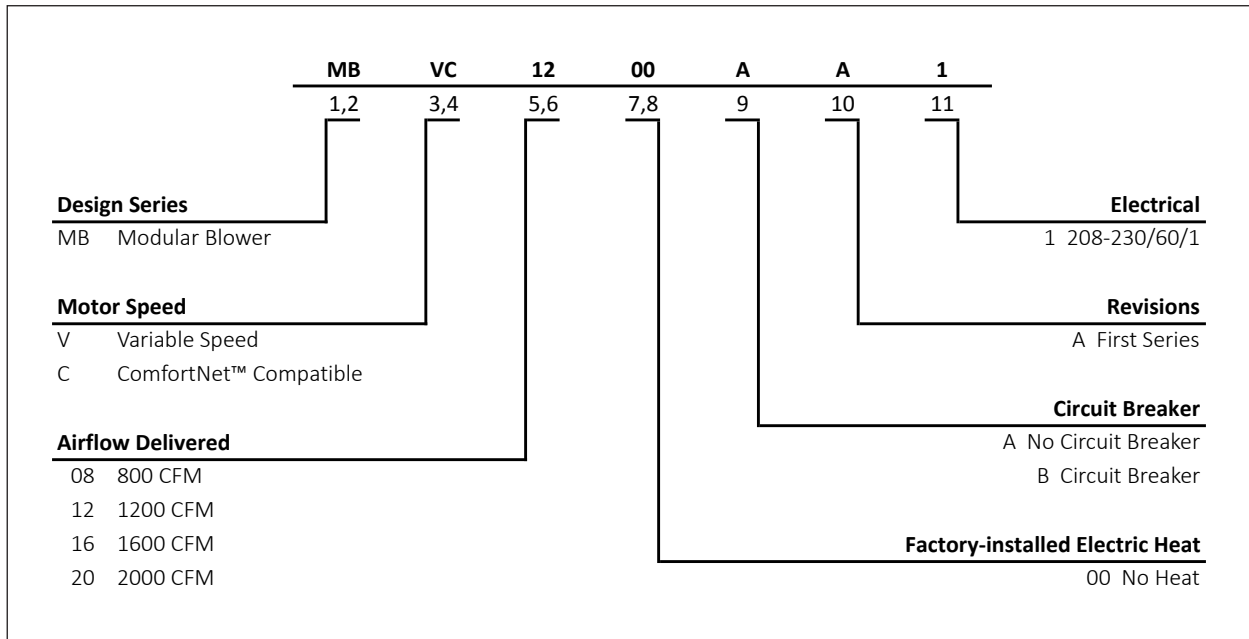 MB VC 12 00 A A 1
1,2 3,4 5,6 7,8 9 10 11
Design Series
MB Modular Blower
Motor Speed
V Variable Speed
C ComfortNet™ Compatible
Airflow Delivered
08 800 CFM
12 1200 CFM
16 1600 CFM
20 2000 CFM
Electrical
1 208-230/60/1
Revisions
A First Series
Circuit Breaker
A No Circuit Breaker
B Circuit Breaker
Factory-installed Electric Heat
00 No Heat